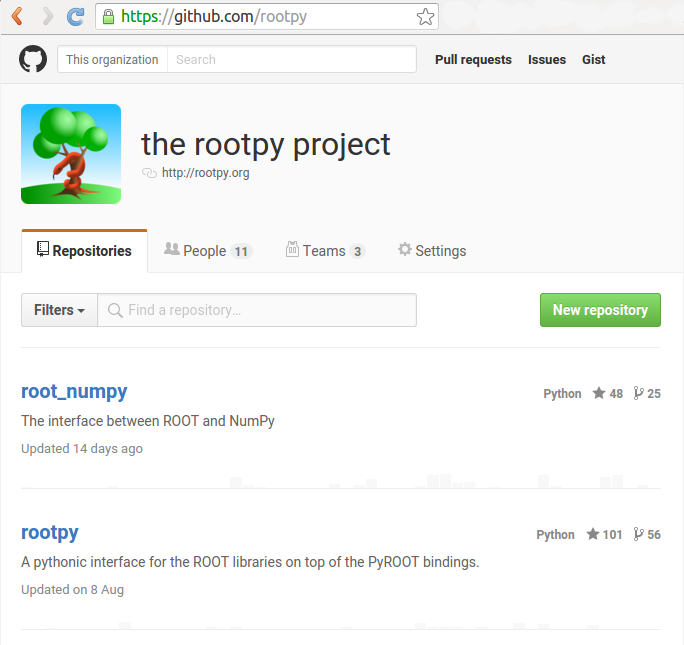 https://github.com/rootpy
This organization Search Pull requests Issues Gist
the rootpy project
http://rootpy.org
Repositories People 11 Teams 3 Settings
Filters Find a repository... New repository
root_numpy Python 48 25
The interface between ROOT and NumPy
Updated 14 days ago
rootpy Python 101 56
A pythonic interface for the ROOT libraries on top of the PyROOT bindings.
Updated on 8 Aug